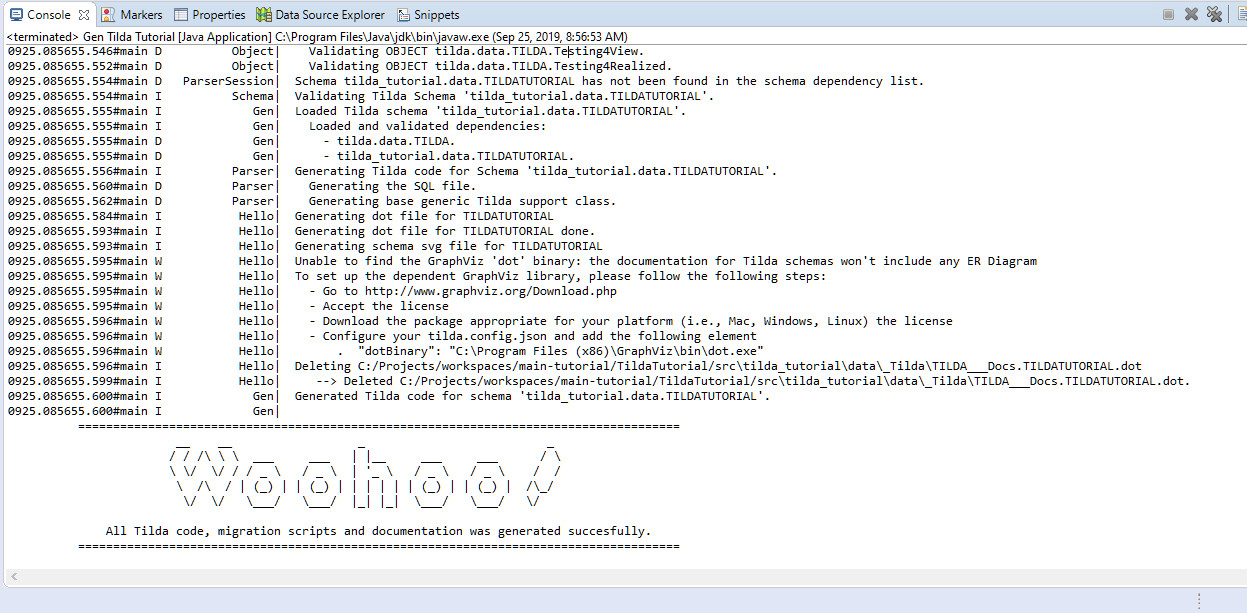 Console Markers Properties Data Source Explorer Snippets
<terminated> Gen Tilda Tutorial [Java Application] C:\Program Files\Java\jdk\bin\javaw.exe (Sep 25, 2019, 8:56:53 AM)
0925.085655.546#main D Object| Validating OBJECT tilda.data.TILDA.Testing4View.
0925.085655.552#main D Object| Validating OBJECT tilda.data.TILDA.Testing4Realized.
0925.085655.554#main D ParserSession| Schema tilda_tutorial.data.TILDATUTORIAL has not been found in the schema dependency list.
0925.085655.554#main I Schema| Validating Tilda Schema 'tilda_tutorial.data.TILDATUTORIAL'.
0925.085655.555#main I Gen| Loaded Tilda schema 'tilda_tutorial.data.TILDATUTORIAL'.
0925.085655.555#main D Gen| Loaded and validated dependencies:
0925.085655.555#main D Gen| - tilda.data.TILDA.
0925.085655.555#main D Gen| - tilda_tutorial.data.TILDATUTORIAL.
0925.085655.556#main I Parser| Generating Tilda code for Schema 'tilda_tutorial.data.TILDATUTORIAL'.
0925.085655.560#main D Parser| Generating the SQL file.
0925.085655.562#main D Parser| Generating base generic Tilda support class.
0925.085655.584#main I Hello| Generating dot file for TILDATUTORIAL
0925.085655.593#main I Hello| Generating dot file for TILDATUTORIAL done.
0925.085655.593#main I Hello| Generating schema svg file for TILDATUTORIAL
0925.085655.595#main W Hello| Unable to find the GraphViz 'dot' binary: the documentation for Tilda schemas won't include any ER Diagram
0925.085655.595#main W Hello| To set up the dependent GraphViz library, please follow the following steps:
0925.085655.595#main W Hello| - Go to http://www.graphviz.org/Download.php
0925.085655.595#main W Hello| - Accept the license
0925.085655.596#main W Hello| - Download the package appropriate for your platform (i.e., Mac, Windows, Linux) the license
0925.085655.596#main W Hello| - Configure your tilda.config.json and add the following element
0925.085655.596#main W Hello| . "dotBinary": "C:\Program Files (x86)\GraphViz\bin\dot.exe"
0925.085655.596#main I Hello| Deleting C:/Projects/workspaces/main-tutorial/TildaTutorial/src\tilda_tutorial\data\_Tilda\TILDA___Docs.TILDATUTORIAL.dot
0925.085655.599#main I Hello| --> Deleted C:/Projects/workspaces/main-tutorial/TildaTutorial/src\tilda_tutorial\data\_Tilda\TILDA___Docs.TILDATUTORIAL.dot.
0925.085655.600#main I Gen| Generated Tilda code for schema 'tilda_tutorial.data.TILDATUTORIAL'.
0925.085655.600#main I Gen|
======================================================================================
Woohoo!
All Tilda code, migration scripts and documentation was generated succesfully.
======================================================================================